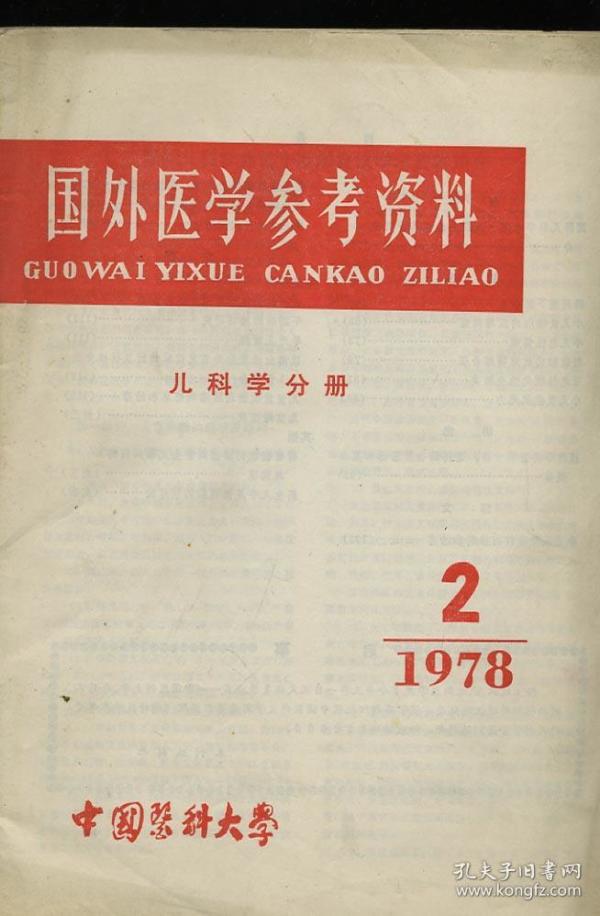 国外医学参考资料
GUOWAI YIXUE CANKAO ZILIAO
儿科学分册
2
1978
中国医科大学
孔夫子旧书网
www.kongfz.com